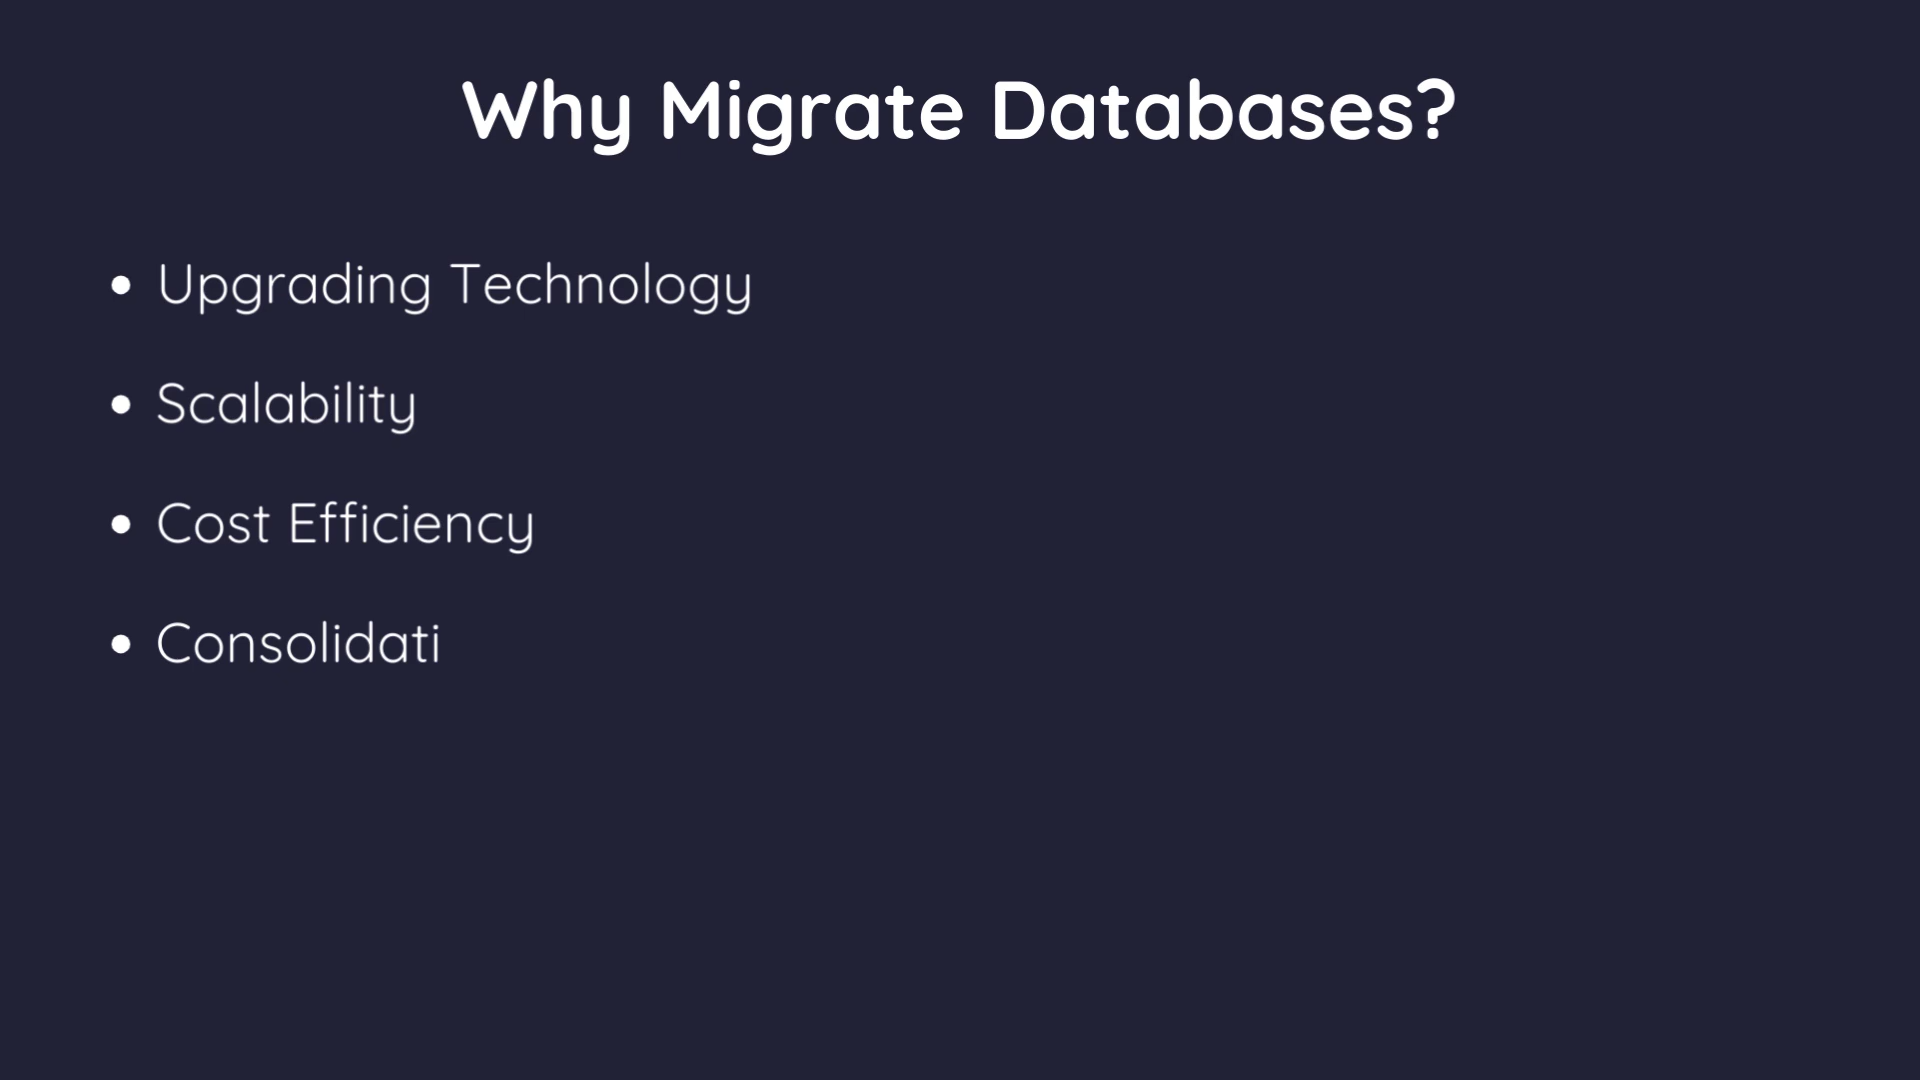 Why Migrate Databases?
• Upgrading Technology
• Scalability
• Cost Efficiency
• Consolidati